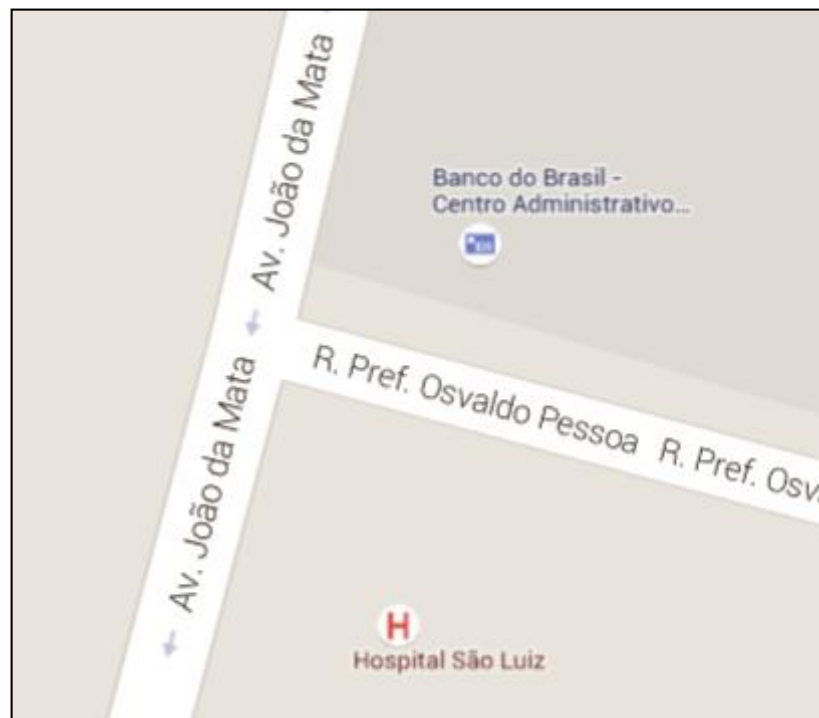 Av. João da Mata
Banco do Brasil -
Centro Administrativo...
R. Pref. Osvaldo Pessoa
R. Pref. Osv
Av. João da Mata
H
Hospital São Luiz